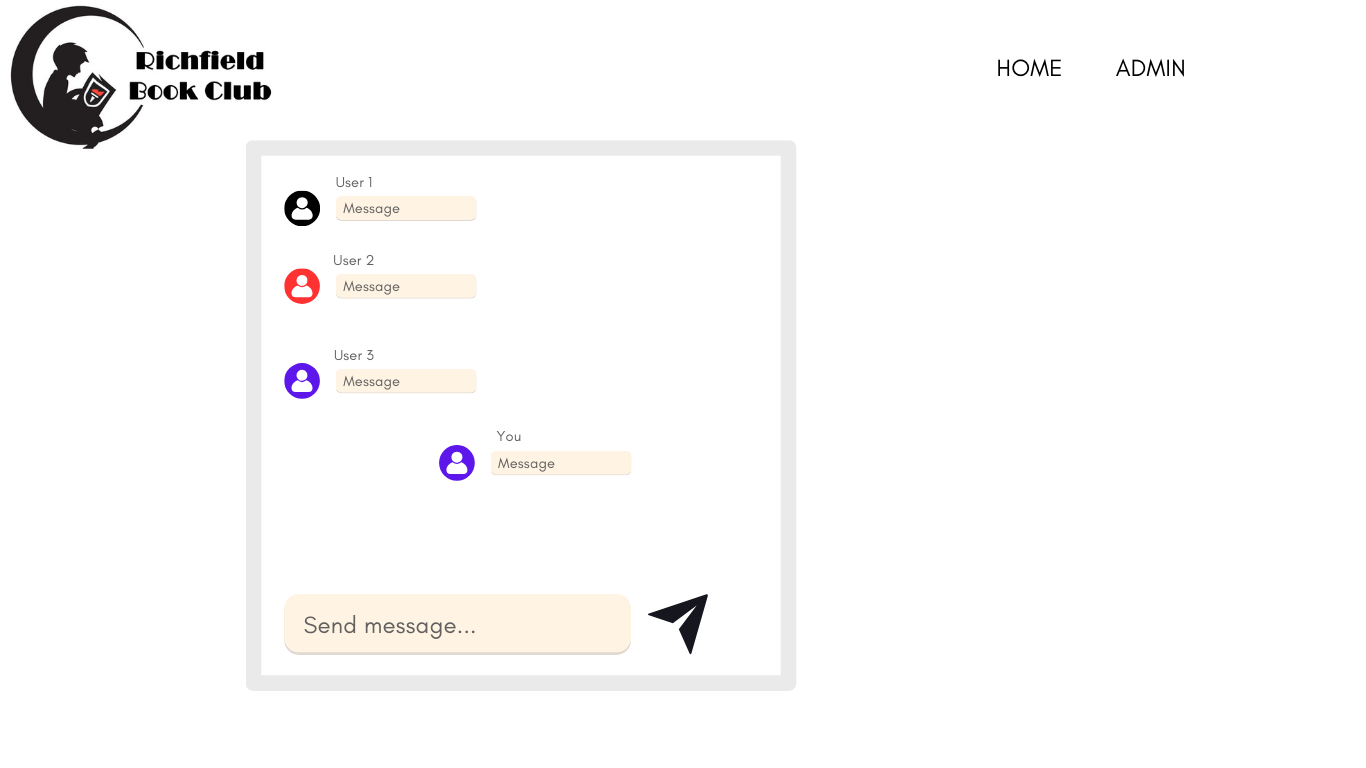 Richfield
Book Club
HOME ADMIN
User 1
Message
User 2
Message
User 3
Message
You
Message
Send message...